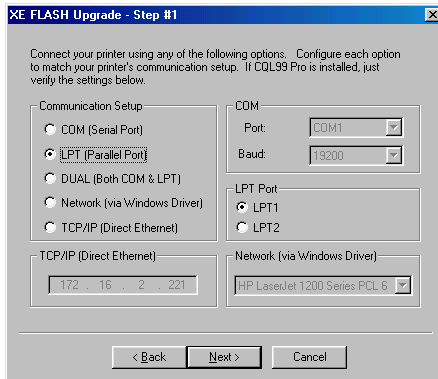 XE FLASH Upgrade - Step #1
Connect your printer using any of the following options. Configure each option
to match your printer's communication setup. If CQL99 Pro is installed, just
verify the settings below.
Communication Setup
COM (Serial Port)
LPT (Parallel Port)
DUAL (Both COM & LPT)
Network (via Windows Driver)
TCP/IP (Direct Ethernet)
COM
Port: COM1
Baud: 19200
LPT Port
LPT1
LPT2
TCP/IP (Direct Ethernet)
172 . 16 . 2 . 221
Network (via Windows Driver)
HP LaserJet 1200 Series PCL 6
< Back
Next >
Cancel